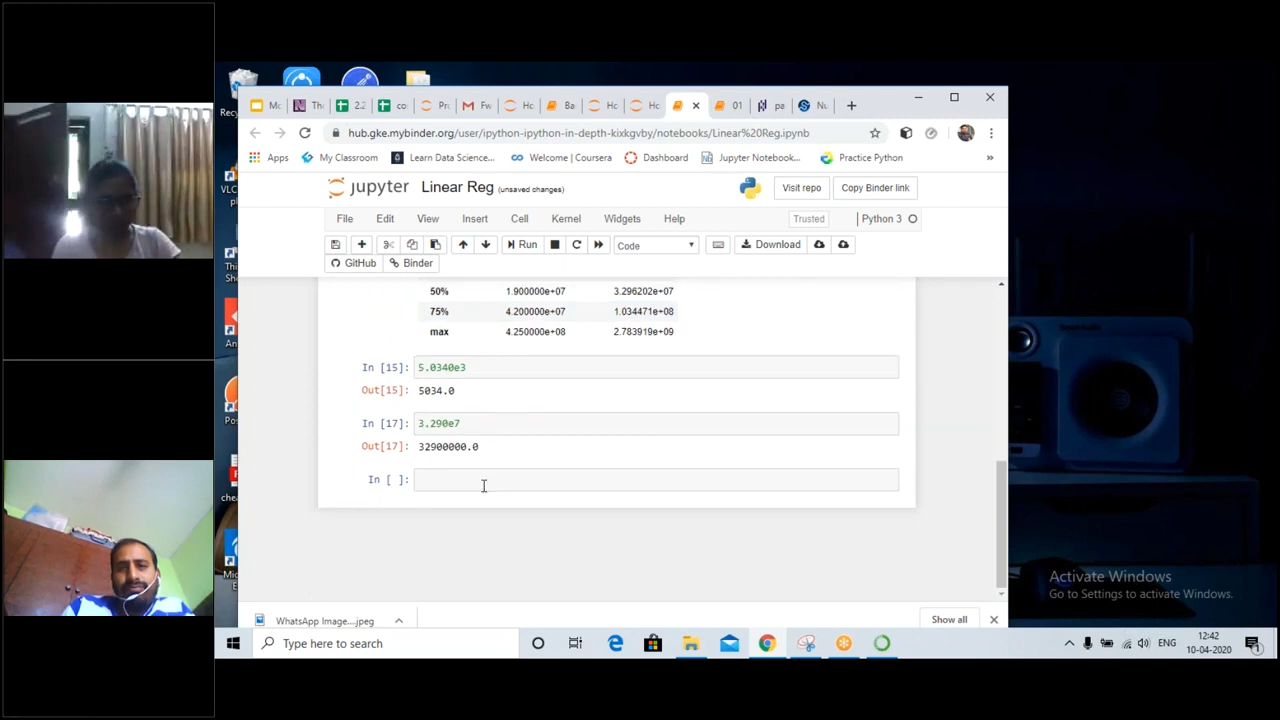 2.2
01
hub.gke.mybinder.org/user/ipython-ipython-in-depth-kixkgvby/notebooks/Linear%20Reg.ipynb
Apps My Classroom Learn Data Science... Welcome | Coursera Dashboard Jupyter Notebook... Practice Python »
jupyter Linear Reg (unsaved changes) Visit repo Copy Binder link
File Edit View Insert Cell Kernel Widgets Help Trusted Python 3
Run Code Download
GitHub Binder
50% 1.900000e+07 3.296202e+07
75% 4.200000e+07 1.034471e+08
max 4.250000e+08 2.783919e+09
In [15]: 5.0340e3
Out[15]: 5034.0
In [17]: 3.290e7
Out[17]: 32900000.0
In [ ]:
Activate Windows
Go to Settings to activate Windows.
WhatsApp Image....jpeg Show all
Type here to search ENG 12:42
10-04-2020